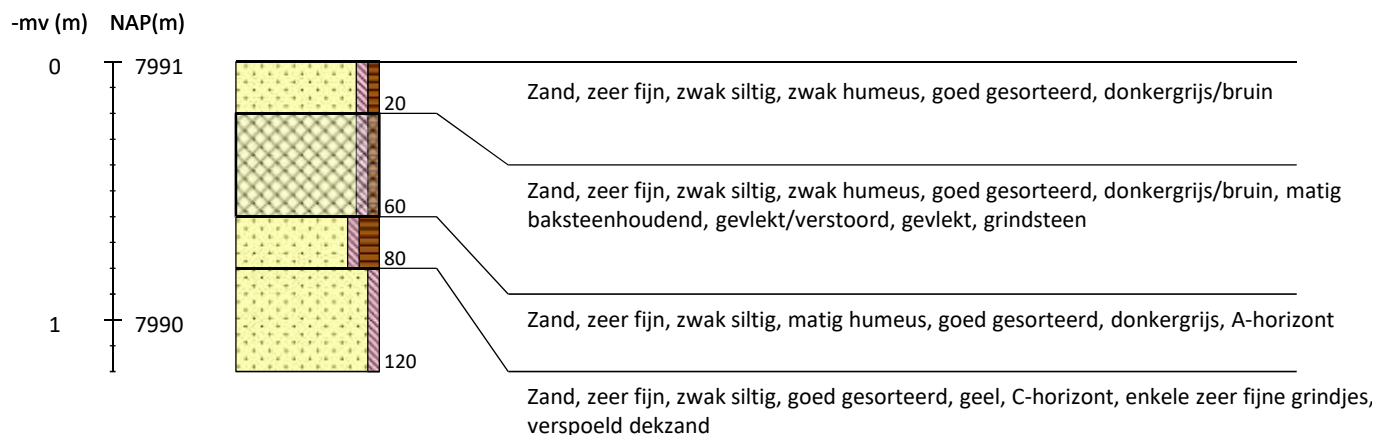 -mv (m) NAP(m)
0 7991
20
Zand, zeer fijn, zwak siltig, zwak humeus, goed gesorteerd, donkergrijs/bruin
60
Zand, zeer fijn, zwak siltig, zwak humeus, goed gesorteerd, donkergrijs/bruin, matig
baksteenhoudend, gevlekt/verstoord, gevlekt, grindsteen
80
1 7990
Zand, zeer fijn, zwak siltig, matig humeus, goed gesorteerd, donkergrijs, A-horizont
120
Zand, zeer fijn, zwak siltig, goed gesorteerd, geel, C-horizont, enkele zeer fijne grindjes,
verspoeld dekzand